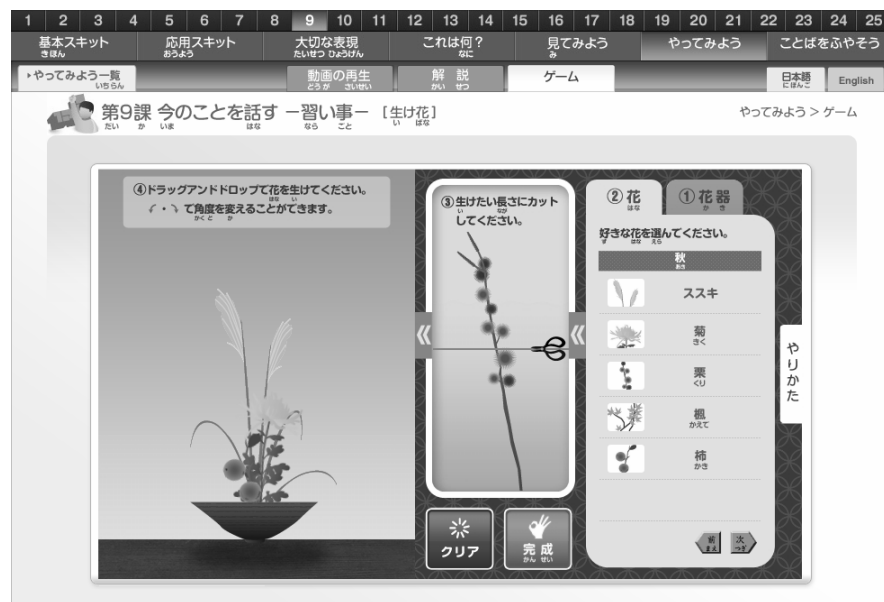 1 2 3 4 5 6 7 8 9 10 11 12 13 14 15 16 17 18 19 20 21 22 23 24 25
基本スキット 応用スキット 大切な表現 これは何？ 見てみよう やってみよう ことばをふやそう
きほん おうよう たいせつ ひょうげん なに み
やってみよう一覧 動画の再生 解説 ゲーム 日本語 English
いちらん どうが さいせい かい せつ にほんご
第9課 今のことを話す －習い事－ ［生け花］ やってみよう＞ゲーム
だい か いま はな なら ごと い ばな
④ドラッグアンドドロップで花を生けてください。
はな い
・ で角度を変えることができます。
かくど か
③生けたい長さにカット
い なが
してください。
②花 ①花器
はな かき
好きな花を選んでください。
す はな えら
秋
あき
ススキ
菊
きく
栗
くり
楓
かえで
柿
かき
前 次
まえ つぎ
クリア 完成
かん せい
やりかた